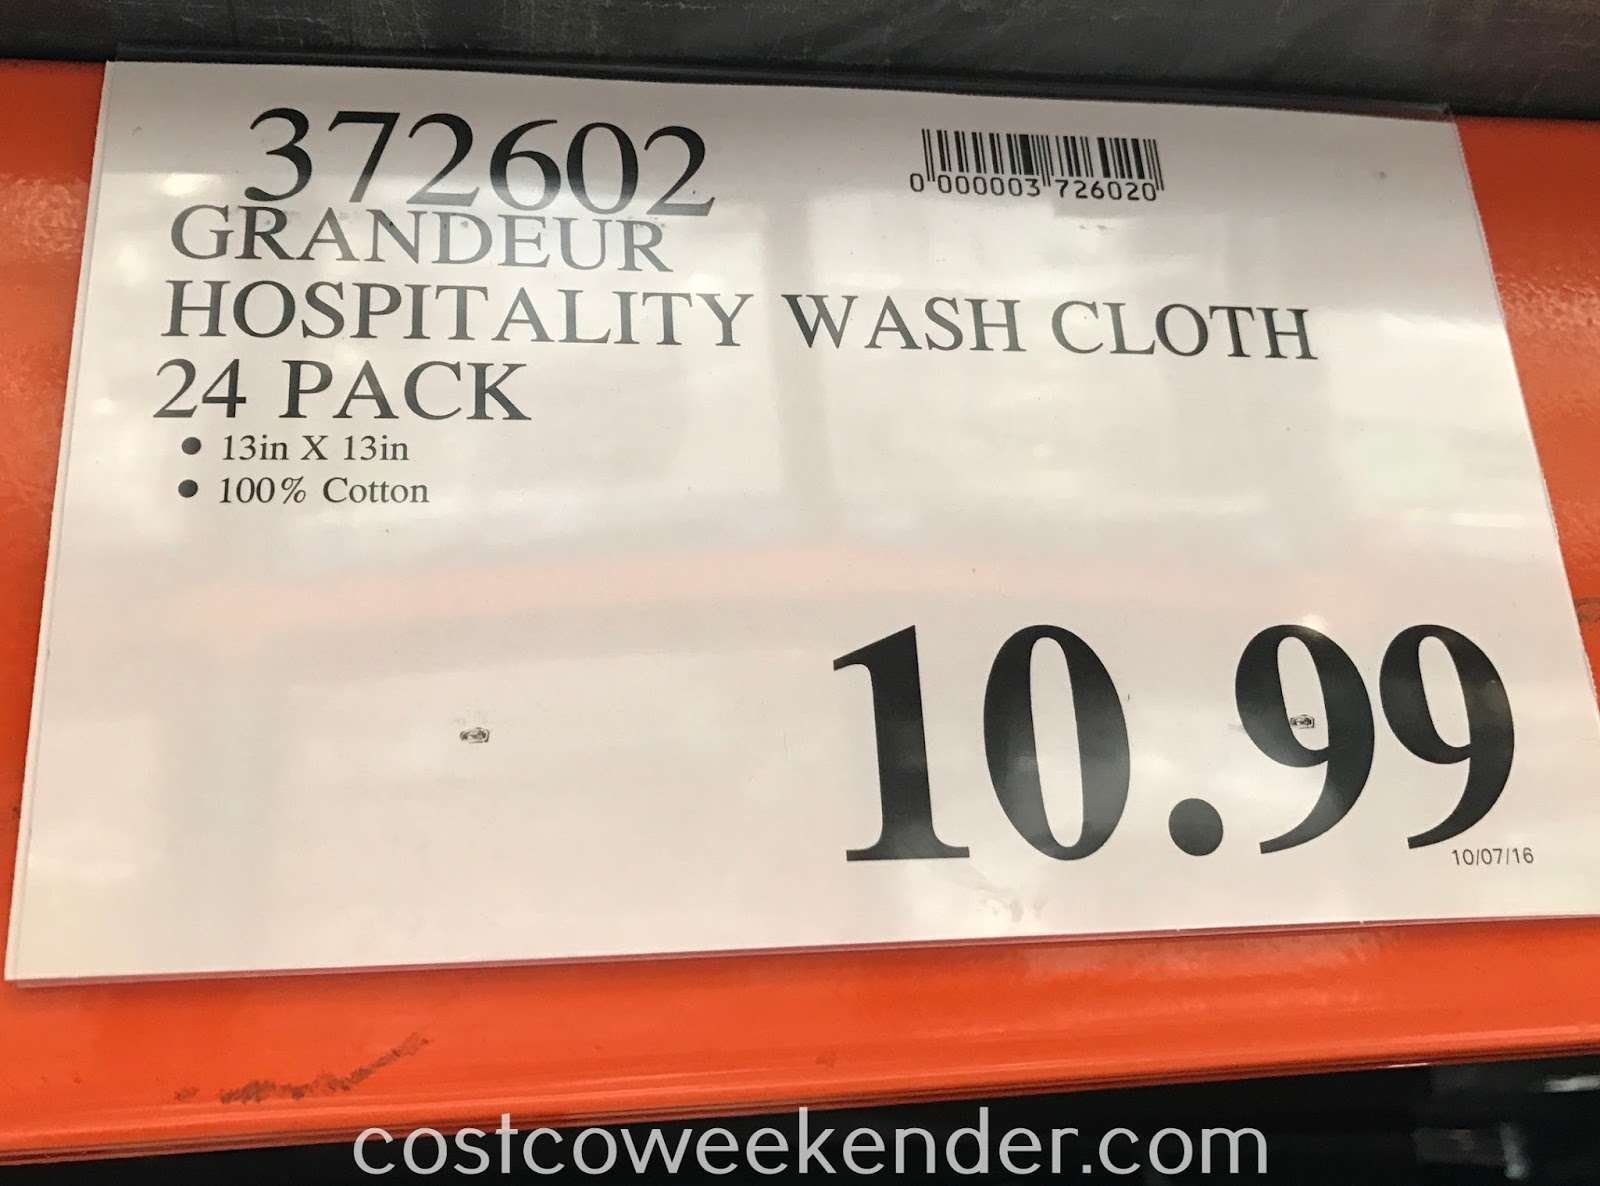 372602
0 000003 726020
GRANDEUR
HOSPITALITY WASH CLOTH
24 PACK
● 13in X 13in
● 100% Cotton
10.99
10/07/16
costcoweekender.com